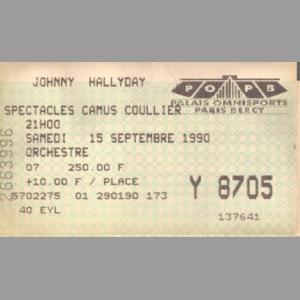 JOHNNY HALLYDAY
POPB
PALAIS OMNISPORTS
PARIS BERCY
SPECTACLES CAMUS COULLIER
21H00
SAMEDI 15 SEPTEMBRE 1990
ORCHESTRE
07 250.00 F
+10.00 F / PLACE
Y 8705
5702275 01 290190 173
137641
40 EYL
2663996